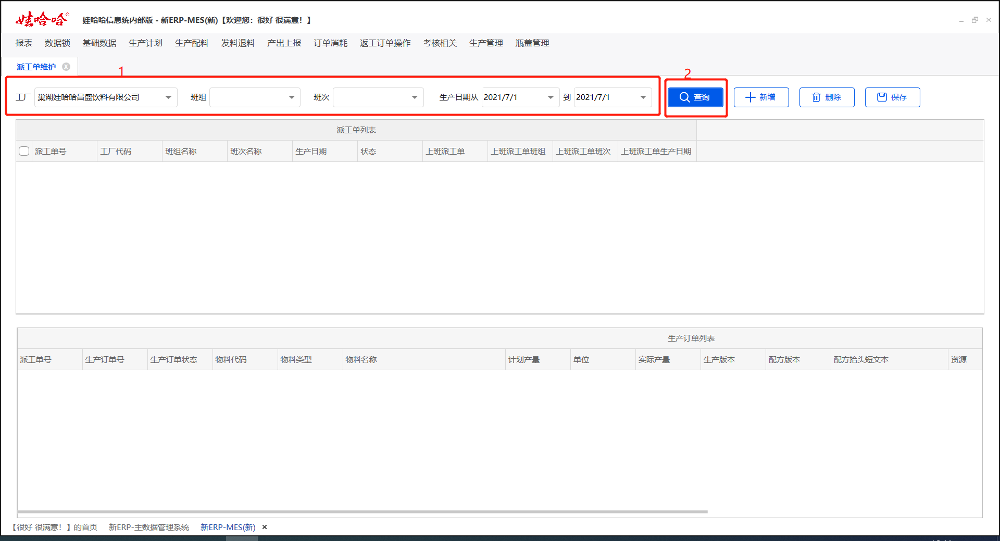 娃哈哈® 娃哈哈信息统内部版 - 新ERP-MES(新)【欢迎您：很好 很满意！】
报表 数据锁 基础数据 生产计划 生产配料 发料退料 产出上报 订单消耗 返工订单操作 考核相关 生产管理 瓶盖管理
派工单维护
1
2
工厂 巢湖娃哈哈昌盛饮料有限公司 班组 班次 生产日期从 2021/7/1 到 2021/7/1 查询 新增 删除 保存
派工单列表
派工单号 工厂代码 班组名称 班次名称 生产日期 状态 上班派工单 上班派工单班组 上班派工单班次 上班派工单生产日期
生产订单列表
派工单号 生产订单号 生产订单状态 物料代码 物料类型 物料名称 计划产量 单位 实际产量 生产版本 配方版本 配方抬头短文本 资源
【很好 很满意！】的首页 新ERP-主数据管理系统 新ERP-MES(新)